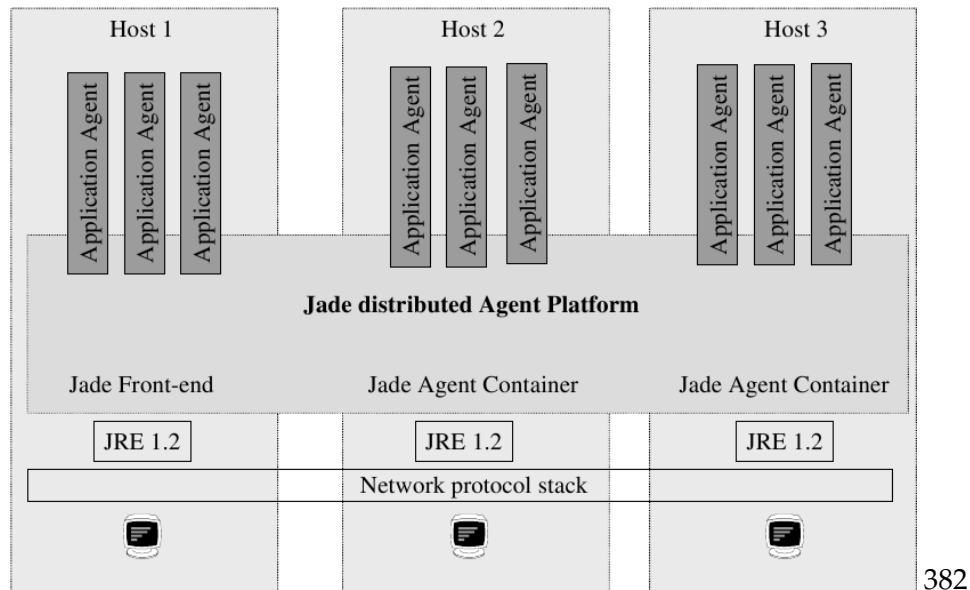 Host 1 Host 2 Host 3
Application Agent Application Agent Application Agent Application Agent Application Agent Application Agent Application Agent Application Agent Application Agent
Jade distributed Agent Platform
Jade Front-end Jade Agent Container Jade Agent Container
JRE 1.2 JRE 1.2 JRE 1.2
Network protocol stack
382